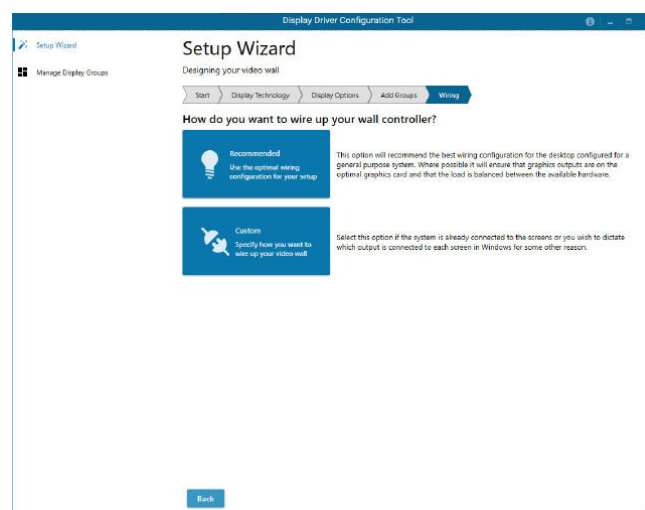 Display Driver Configuration Tool
Setup Wizard
Manage Display Groups
Setup Wizard
Designing your video wall
Start
Display Technology
Display Options
Add Groups
Wiring
How do you want to wire up your wall controller?
Recommended
Use the optimal wiring
configuration for your setup
This option will recommend the best wiring configuration for the desktop configured for a
general purpose system. Where possible it will ensure that graphics outputs are on the
optimal graphics card and that the load is balanced between the available hardware.
Custom
Specify how you want to
wire up your video wall
Select this option if the system is already connected to the screens or you wish to dictate
which output is connected to each screen in Windows for some other reason.
Back